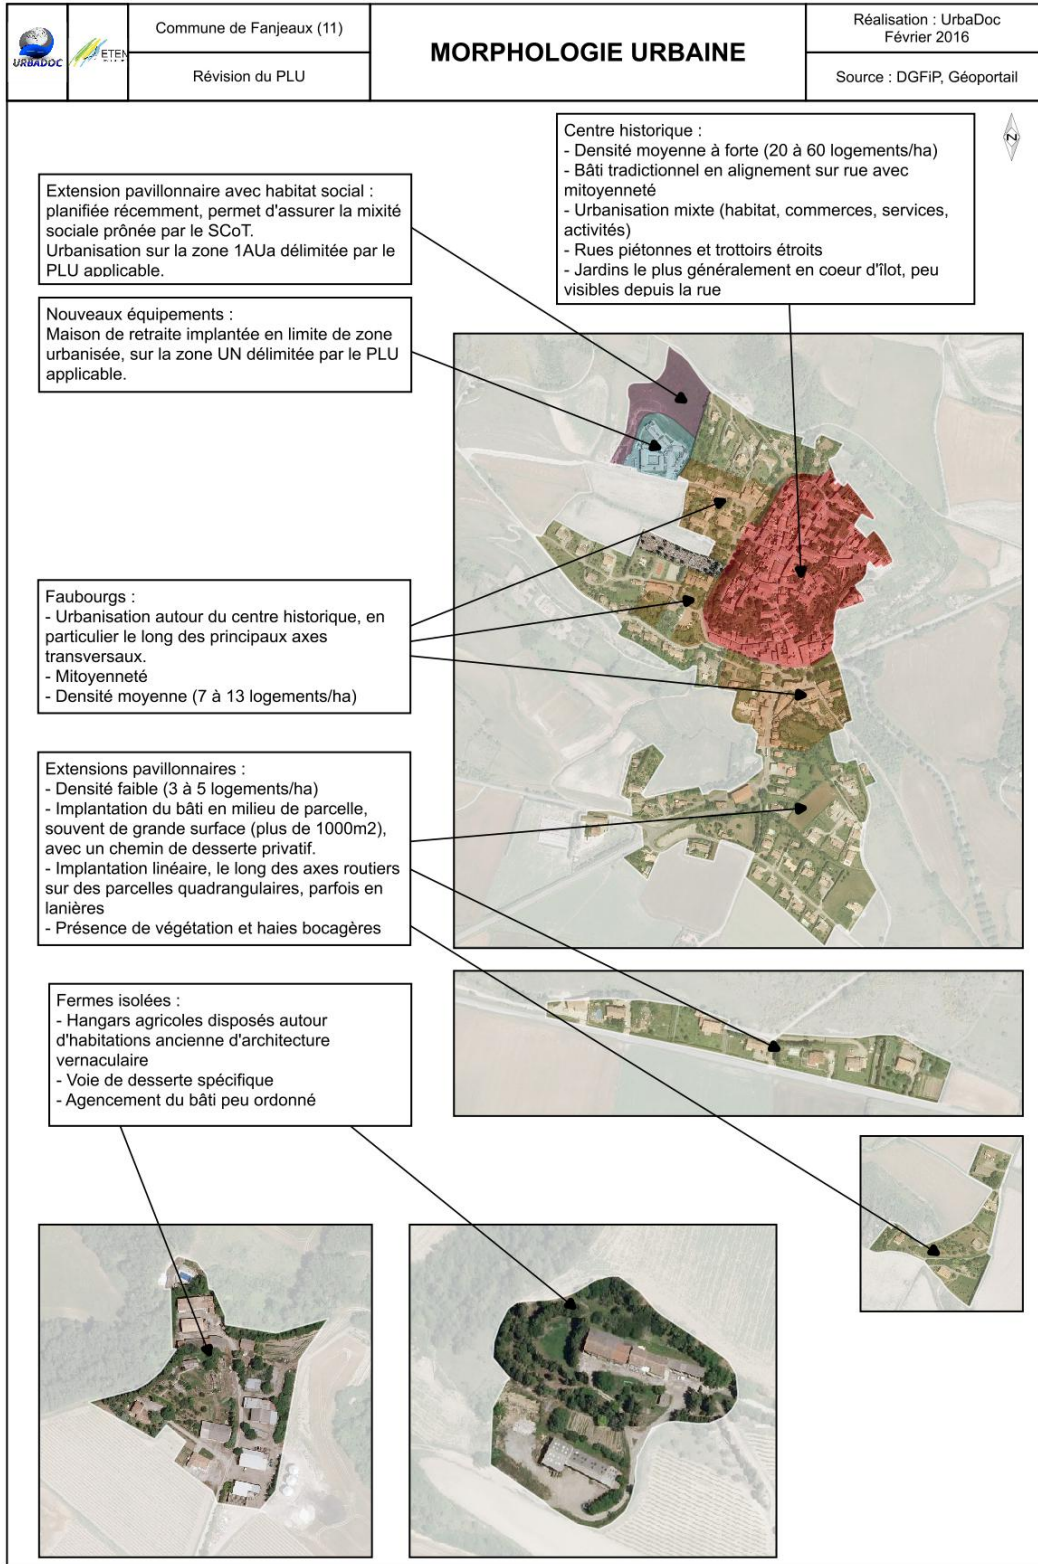 URBADOC
ETEN
Commune de Fanjeaux (11)
Révision du PLU
MORPHOLOGIE URBAINE
Réalisation : UrbaDoc
Février 2016
Source : DGFiP, Géoportail
N
Centre historique :
- Densité moyenne à forte (20 à 60 logements/ha)
- Bâti traditionnel en alignement sur rue avec
mitoyenneté
- Urbanisation mixte (habitat, commerces, services,
activités)
- Rues piétonnes et trottoirs étroits
- Jardins le plus généralement en coeur d'îlot, peu
visibles depuis la rue
Extension pavillonnaire avec habitat social :
planifiée récemment, permet d'assurer la mixité
sociale prônée par le SCoT.
Urbanisation sur la zone 1AUa délimitée par le
PLU applicable.
Nouveaux équipements :
Maison de retraite implantée en limite de zone
urbanisée, sur la zone UN délimitée par le PLU
applicable.
Faubourgs :
- Urbanisation autour du centre historique, en
particulier le long des principaux axes
transversaux.
- Mitoyenneté
- Densité moyenne (7 à 13 logements/ha)
Extensions pavillonnaires :
- Densité faible (3 à 5 logements/ha)
- Implantation du bâti en milieu de parcelle,
souvent de grande surface (plus de 1000m2),
avec un chemin de desserte privatif.
- Implantation linéaire, le long des axes routiers
sur des parcelles quadrangulaires, parfois en
lanières
- Présence de végétation et haies bocagères
Fermes isolées :
- Hangars agricoles disposés autour
d'habitations ancienne d'architecture
vernaculaire
- Voie de desserte spécifique
- Agencement du bâti peu ordonné